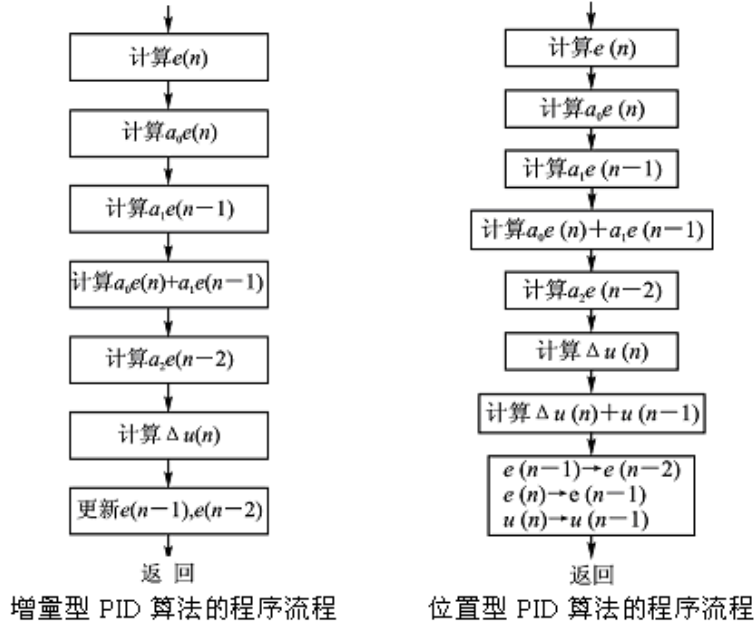 计算e(n)
计算a₀e(n)
计算a₁e(n−1)
计算a₀e(n)+a₁e(n−1)
计算a₂e(n−2)
计算Δu(n)
更新e(n−1),e(n−2)
返 回
增量型 PID 算法的程序流程
计算e (n)
计算a₀e (n)
计算a₁e (n−1)
计算a₀e (n)+a₁e (n−1)
计算a₂e (n−2)
计算Δu (n)
计算Δu (n)+u (n−1)
e (n−1)→e (n−2)
e (n)→e (n−1)
u (n)→u (n−1)
返回
位置型 PID 算法的程序流程